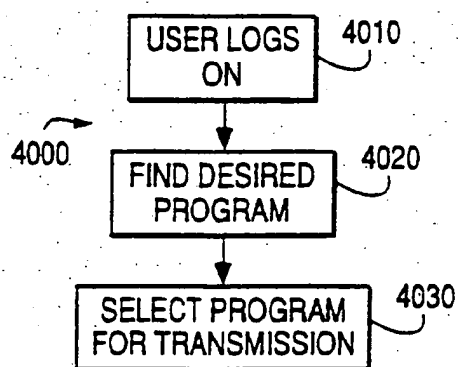 USER LOGS
ON
4010
4000
FIND DESIRED
PROGRAM
4020
SELECT PROGRAM
FOR TRANSMISSION
4030